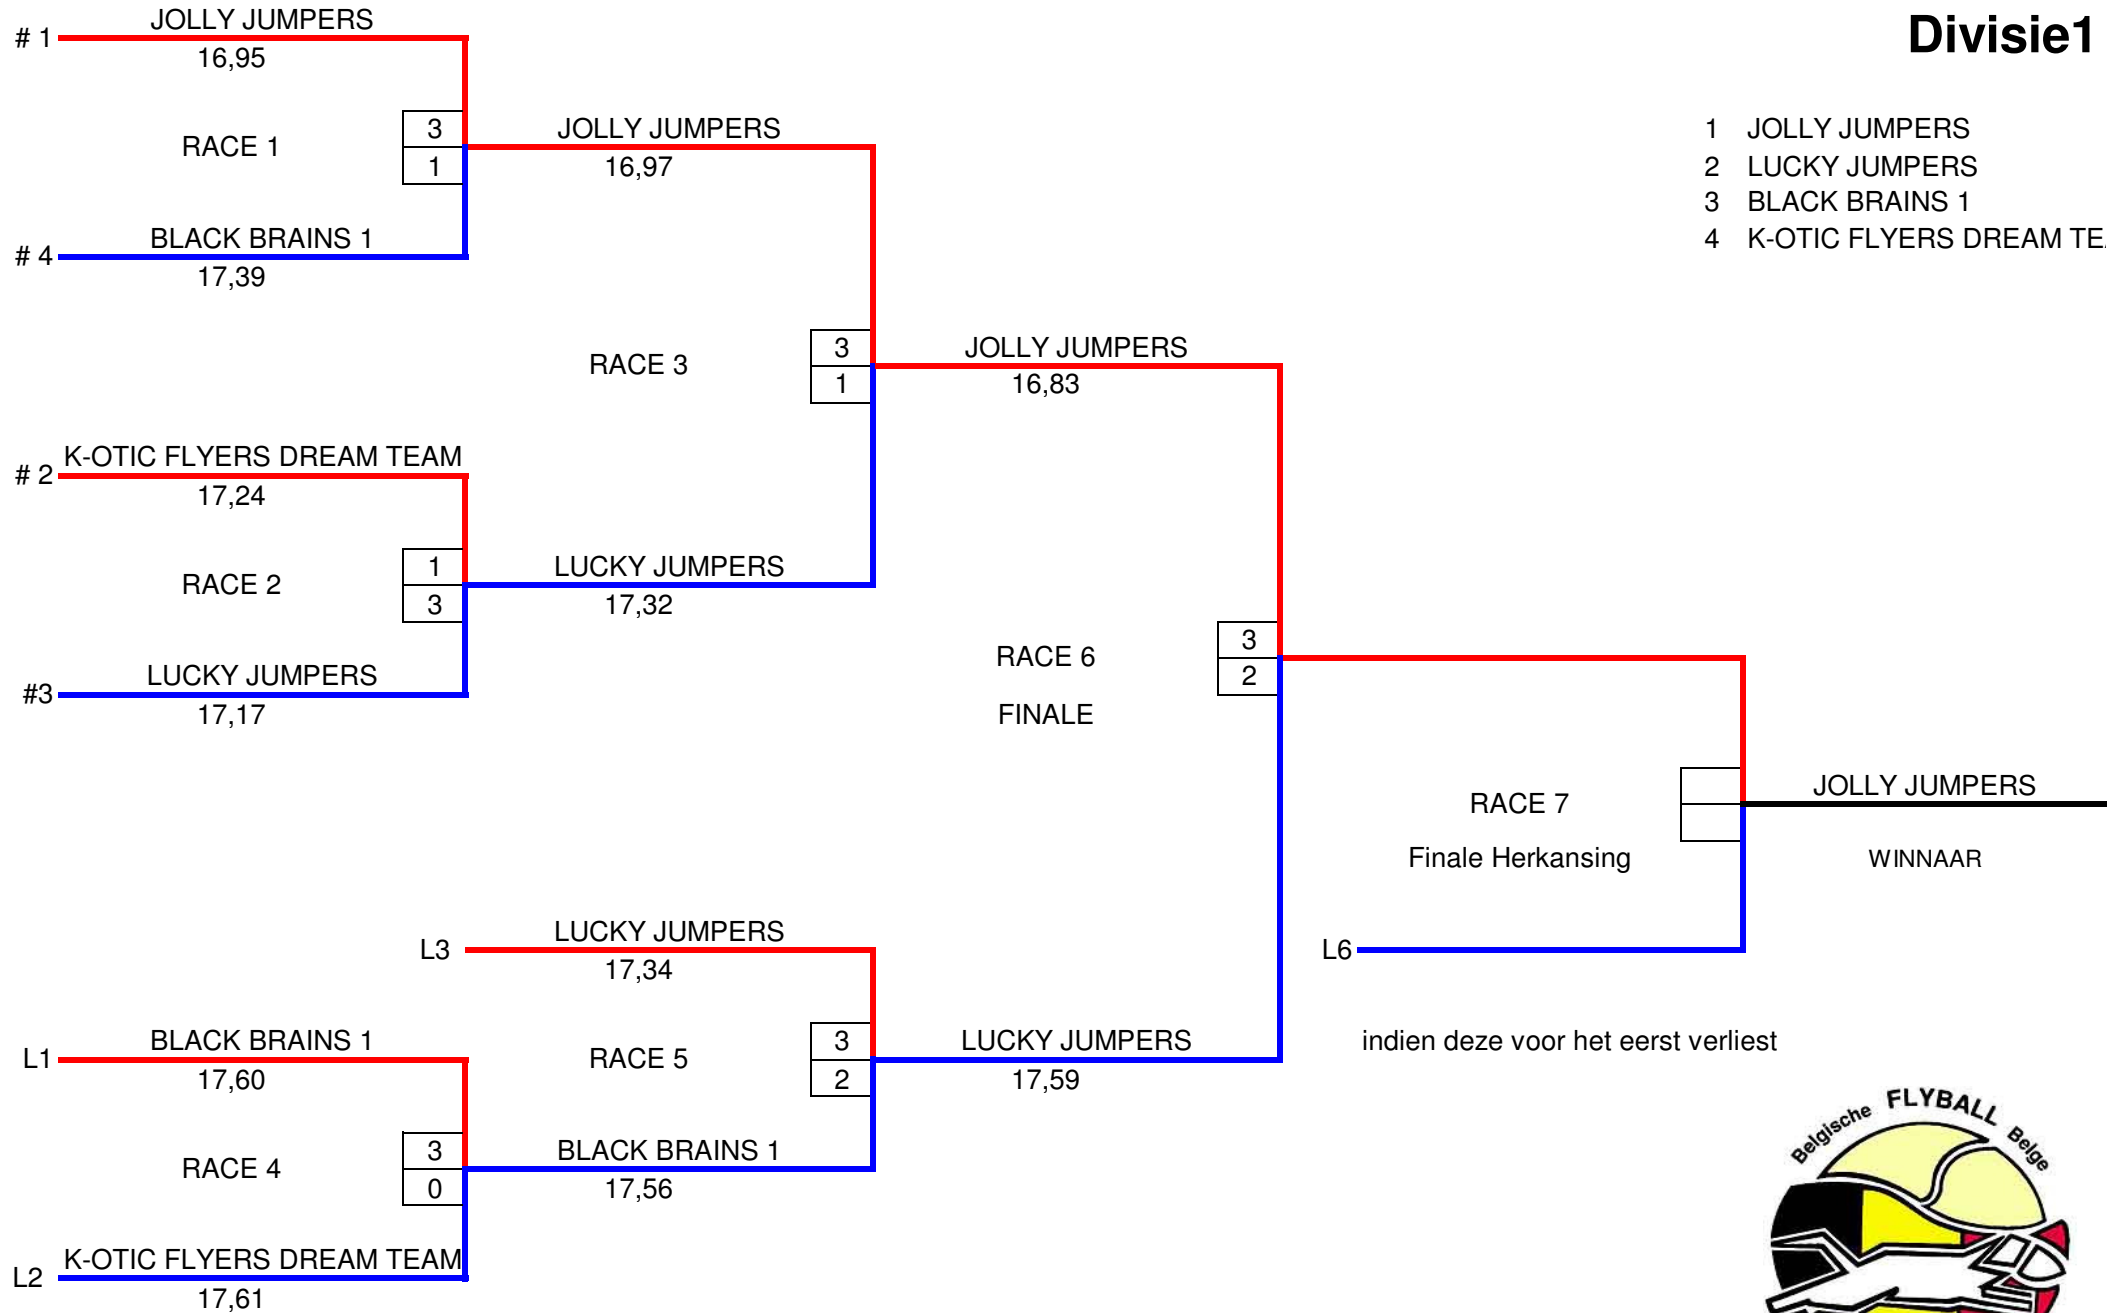 Divisie1
JOLLY JUMPERS
# 1
16,95
RACE 1
3
1
BLACK BRAINS 1
# 4
17,39
JOLLY JUMPERS
16,97
1 JOLLY JUMPERS
2 LUCKY JUMPERS
3 BLACK BRAINS 1
4 K-OTIC FLYERS DREAM TEA
RACE 3
3
1
JOLLY JUMPERS
16,83
K-OTIC FLYERS DREAM TEAM
# 2
17,24
RACE 2
1
3
LUCKY JUMPERS
#3
17,17
LUCKY JUMPERS
17,32
RACE 6
3
2
FINALE
RACE 7
Finale Herkansing
JOLLY JUMPERS
WINNAAR
L3
LUCKY JUMPERS
17,34
L6
indien deze voor het eerst verliest
RACE 5
3
2
LUCKY JUMPERS
17,59
L1
BLACK BRAINS 1
17,60
RACE 4
3
0
BLACK BRAINS 1
17,56
K-OTIC FLYERS DREAM TEAM
L2
17,61
Belgische FLYBALL Belge